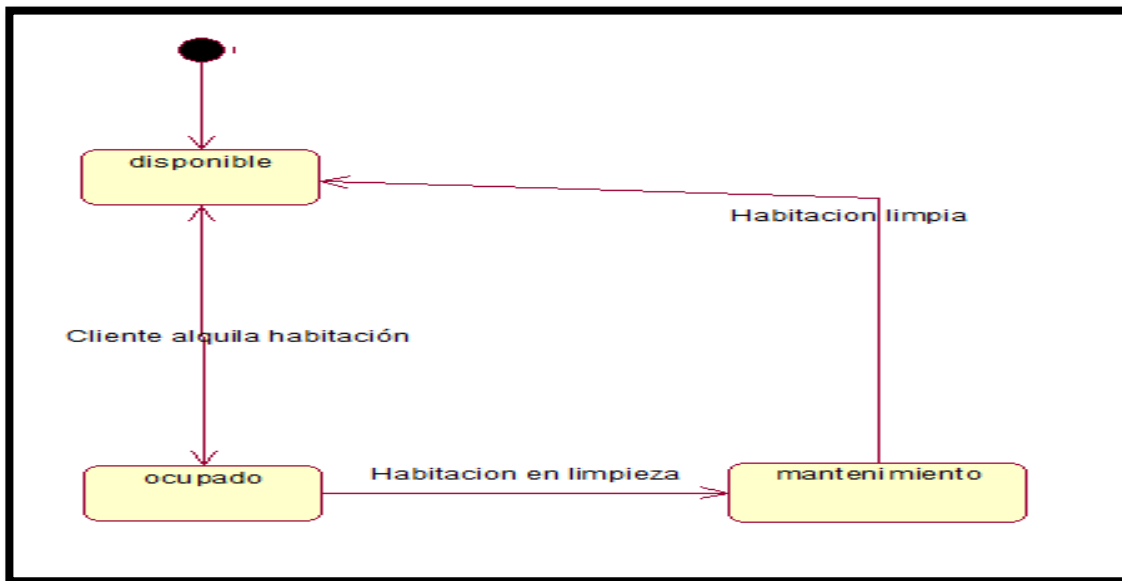 disponible
Habitacion limpia
Cliente alquila habitación
ocupado
Habitacion en limpieza
mantenimiento